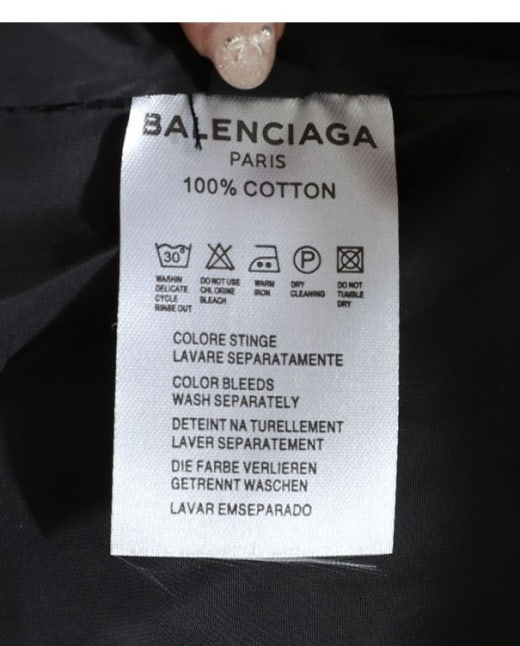 BALENCIAGA
PARIS
100% COTTON
30°
P
WASHIN
DELICATE
CYCLE
RINSE OUT
DO NOT USE
CHLORINE
BLEACH
WARM
IRON
DRY
CLEANING
DO NOT
TUMBLE
DRY
COLORE STINGE
LAVARE SEPARATAMENTE
COLOR BLEEDS
WASH SEPARATELY
DETEINT NA TURELLEMENT
LAVER SEPARATEMENT
DIE FARBE VERLIEREN
GETRENNT WASCHEN
LAVAR EMSEPARADO